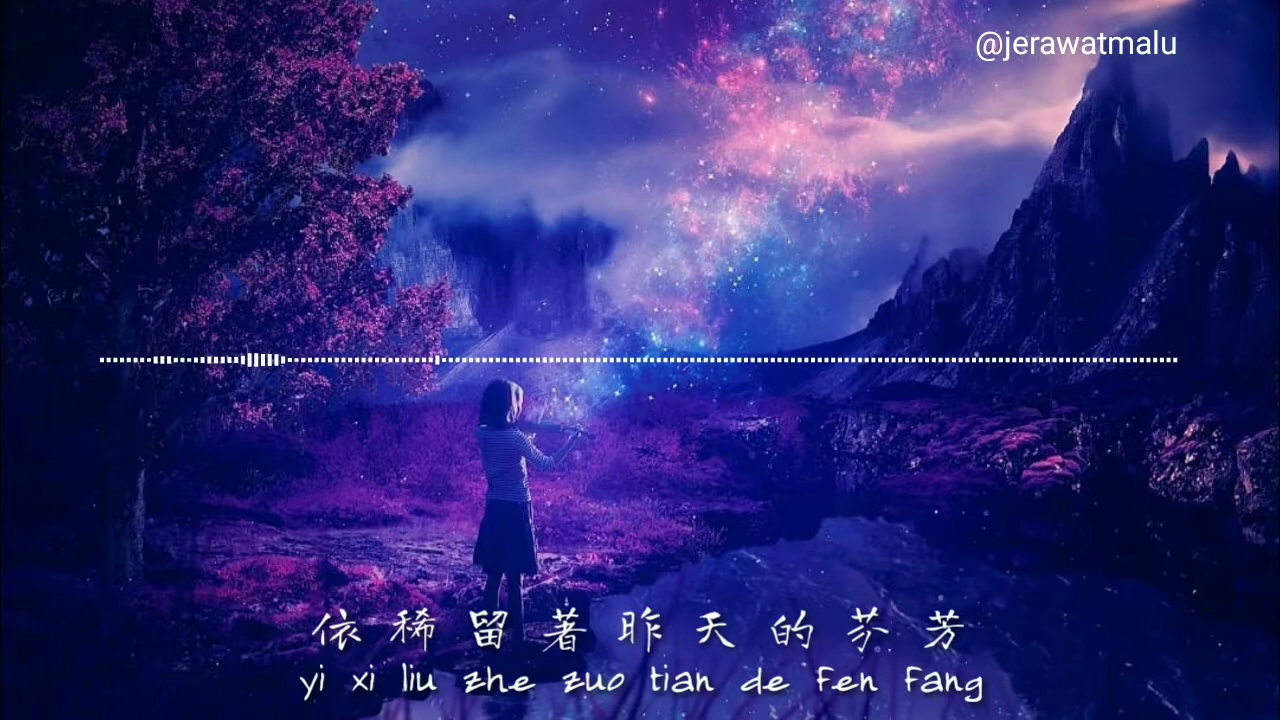 @jerawatmalu
依稀留著昨天的芬芳
yi xi liu zhe zuo tian de fen fang